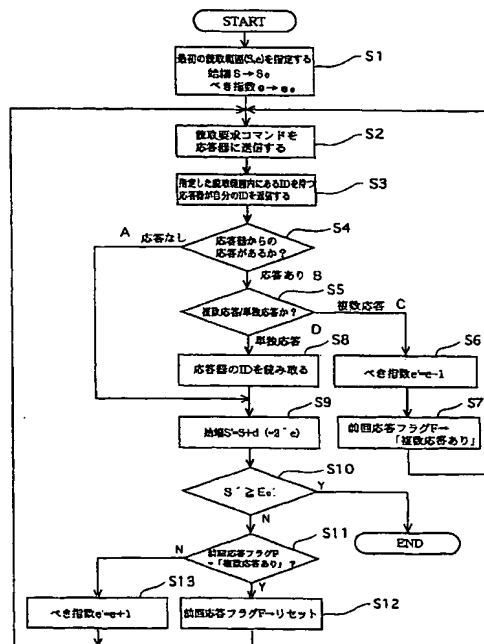 START
S1
最初の読取範囲(S,e)を指定する
始端 S→S₀
べき指数 e→e₀
S2
読取要求コマンドを
応答器に送信する
S3
指定した読取範囲内にあるIDを持つ
応答器が自分のIDを返信する
S4
A 応答なし
応答器からの
応答があるか?
応答あり B
S5
複数応答/単独応答か?
複数応答 C
D
単独応答
S8
応答器のIDを読み取る
S6
べき指数e'=e-1
S7
前回応答フラグF→
「複数応答あり」
S9
始端S'=S+d (=2^e)
S10
S'≧E₀?
Y
N
END
S11
前回応答フラグF
=「複数応答あり」?
N
Y
S13
べき指数e'=e+1
S12
前回応答フラグF→リセット